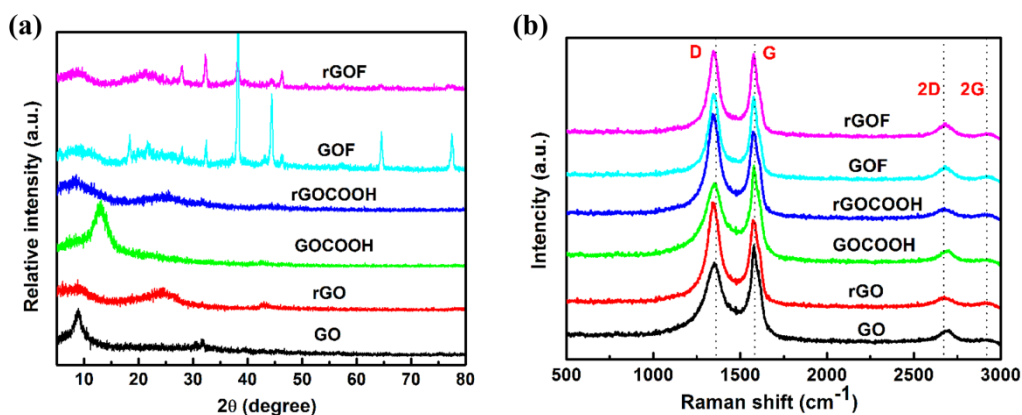 (a)
Relative intensity (a.u.)
rGOF
GOF
rGOCOOH
GOCOOH
rGO
GO
10 20 30 40 50 60 70 80
2θ (degree)
(b)
Intencity (a.u.)
D G 2D 2G
rGOF
GOF
rGOCOOH
GOCOOH
rGO
GO
500 1000 1500 2000 2500 3000
Raman shift (cm⁻¹)